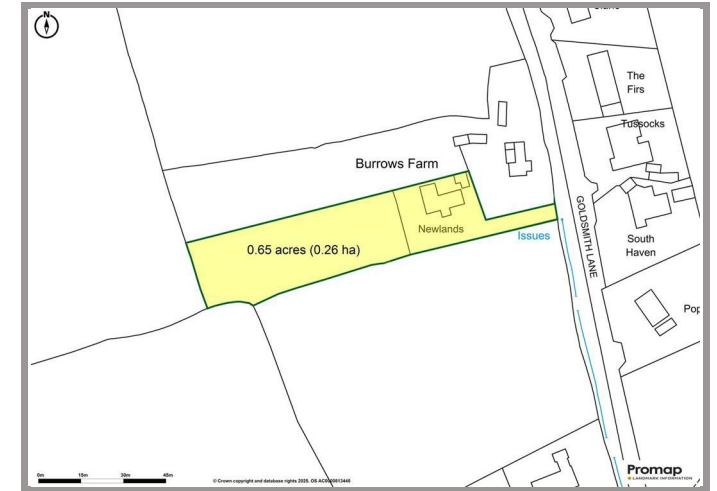 N
The
Firs
Tussocks
Burrows Farm
GOLDSMITH LANE
Newlands
Issues
0.65 acres (0.26 ha)
South
Haven
0m 15m 30m 45m
© Crown copyright and database rights 2025. OS
Promap
LANDMARK INFORMATION